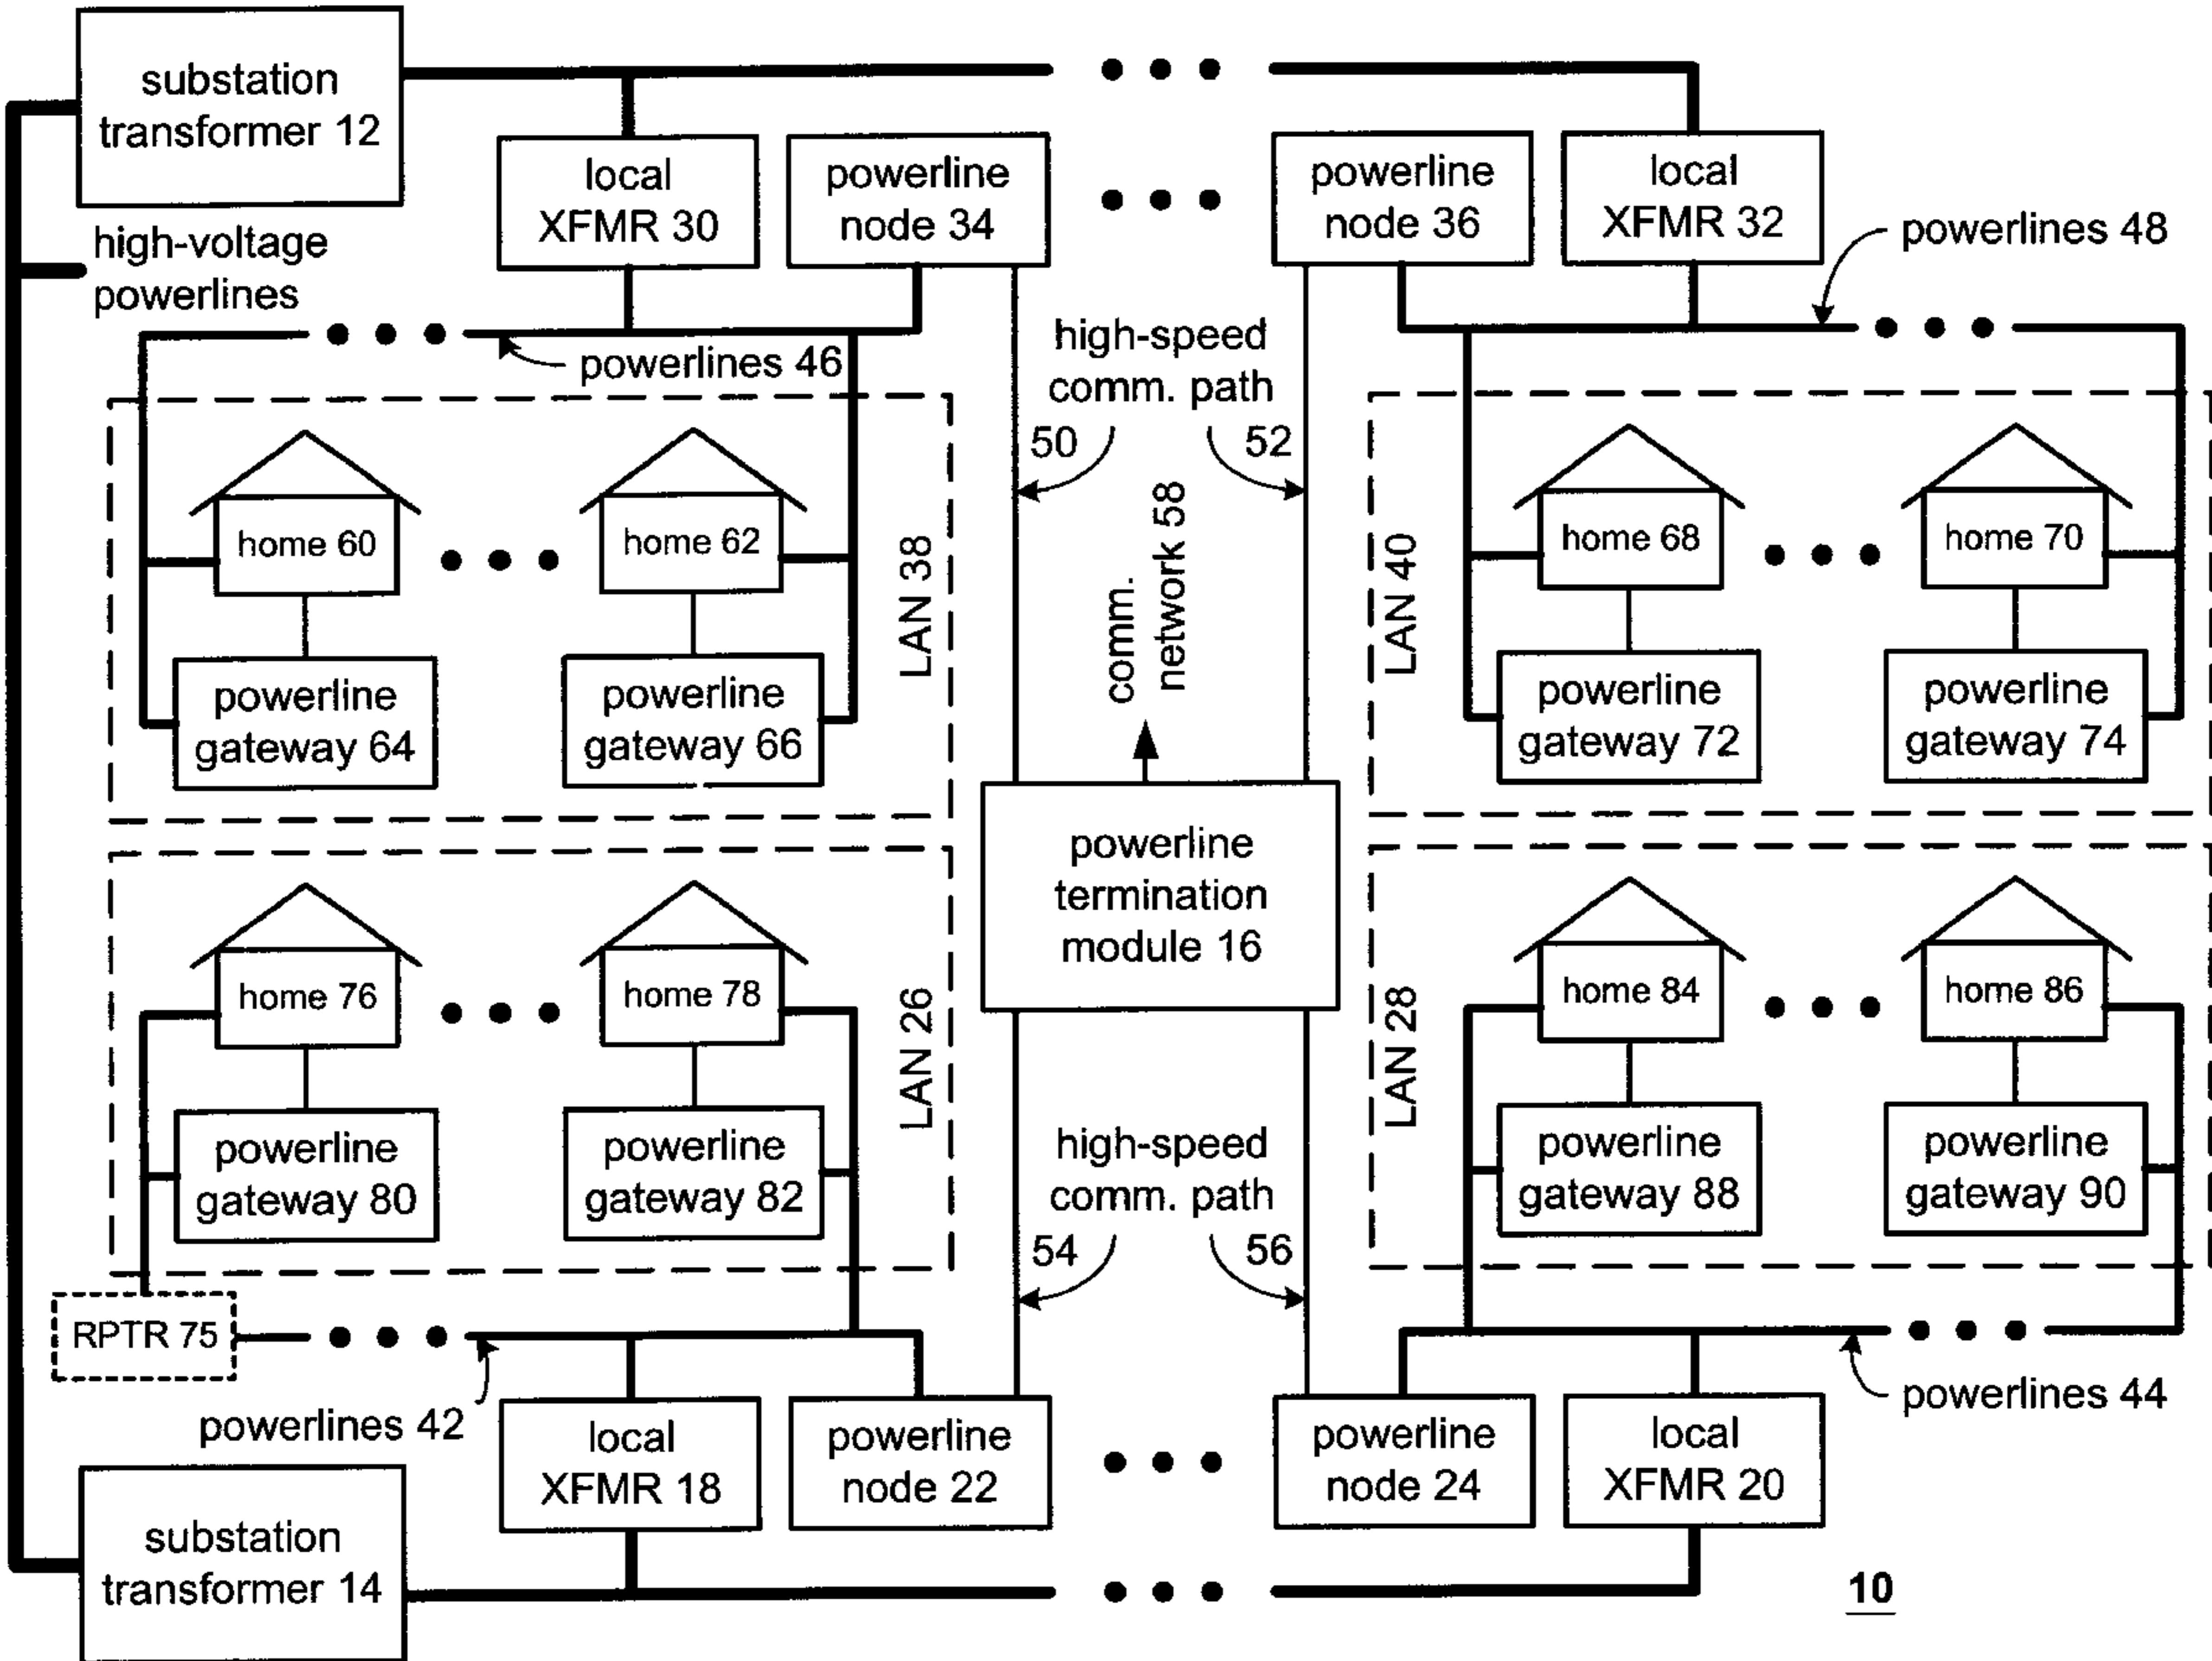 substation
transformer 12
high-voltage
powerlines
local
XFMR 30
powerline
node 34
powerline
node 36
local
XFMR 32
powerlines 48
powerlines 46
high-speed
comm. path
50
52
home 60
home 62
LAN 38
powerline
gateway 64
powerline
gateway 66
comm.
network 58
LAN 40
home 68
home 70
powerline
gateway 72
powerline
gateway 74
powerline
termination
module 16
home 76
home 78
LAN 26
powerline
gateway 80
powerline
gateway 82
LAN 28
home 84
home 86
powerline
gateway 88
powerline
gateway 90
high-speed
comm. path
54
56
RPTR 75
powerlines 42
powerlines 44
local
XFMR 18
powerline
node 22
powerline
node 24
local
XFMR 20
substation
transformer 14
10